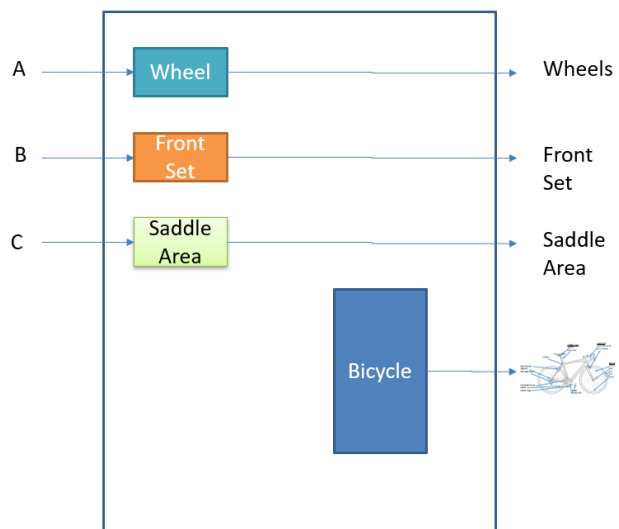 A
Wheel
Wheels
B
Front
Set
Front
Set
C
Saddle
Area
Saddle
Area
Bicycle